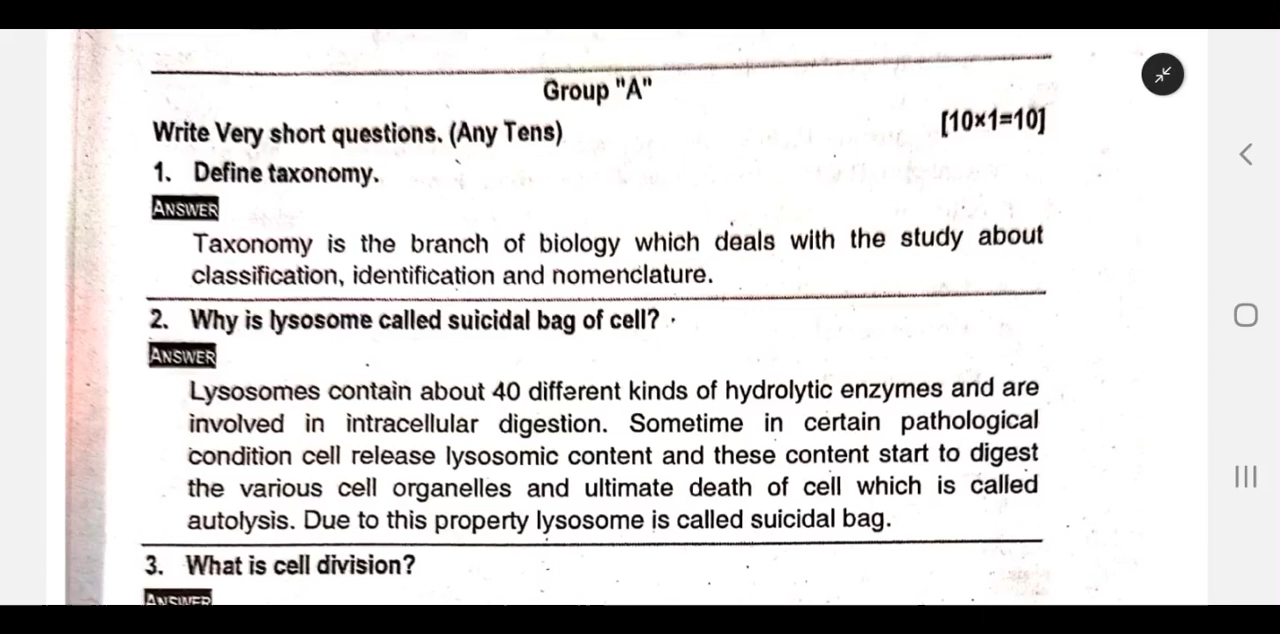 Group "A"
Write Very short questions. (Any Tens) [10×1=10]
1. Define taxonomy.
ANSWER
Taxonomy is the branch of biology which deals with the study about
classification, identification and nomenclature.
2. Why is lysosome called suicidal bag of cell?
ANSWER
Lysosomes contain about 40 different kinds of hydrolytic enzymes and are
involved in intracellular digestion. Sometime in certain pathological
condition cell release lysosomic content and these content start to digest
the various cell organelles and ultimate death of cell which is called
autolysis. Due to this property lysosome is called suicidal bag.
3. What is cell division?
ANSWER